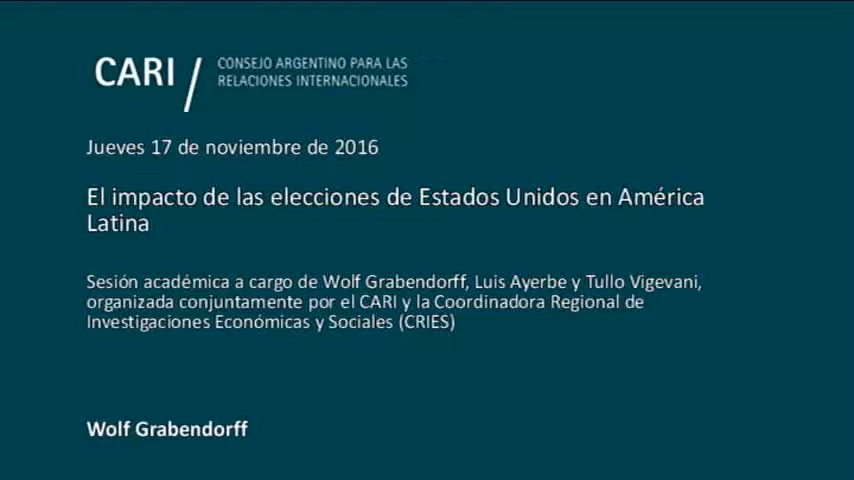 CARI / CONSEJO ARGENTINO PARA LAS
RELACIONES INTERNACIONALES
Jueves 17 de noviembre de 2016
El impacto de las elecciones de Estados Unidos en América
Latina
Sesión académica a cargo de Wolf Grabendorff, Luis Ayerbe y Tullo Vigevani,
organizada conjuntamente por el CARI y la Coordinadora Regional de
Investigaciones Económicas y Sociales (CRIES)
Wolf Grabendorff